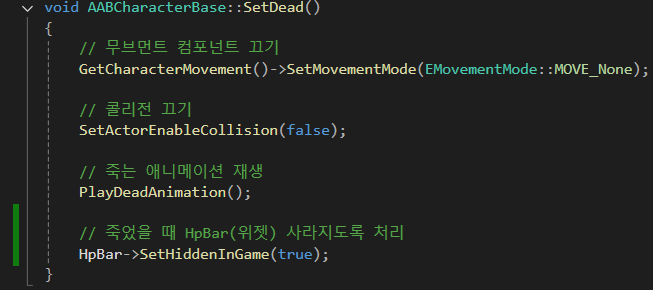 void AABCharacterBase::SetDead()
{
// 무브먼트 컴포넌트 끄기
GetCharacterMovement()->SetMovementMode(EMovementMode::MOVE_None);
// 콜리전 끄기
SetActorEnableCollision(false);
// 죽는 애니메이션 재생
PlayDeadAnimation();
// 죽었을 때 HpBar(위젯) 사라지도록 처리
HpBar->SetHiddenInGame(true);
}